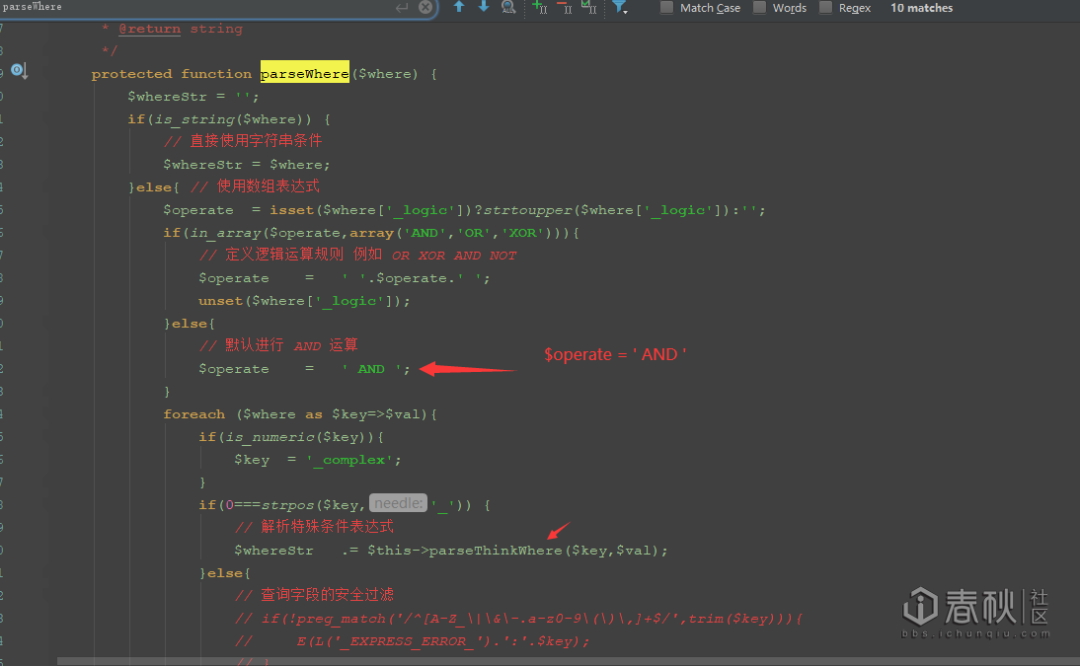 parseWhere
Match Case Words Regex 10 matches
* @return string
*/
protected function parseWhere($where) {
$whereStr = '';
if(is_string($where)) {
// 直接使用字符串条件
$whereStr = $where;
}else{ // 使用数组表达式
$operate = isset($where['_logic'])?strtoupper($where['_logic']):'';
if(in_array($operate,array('AND','OR','XOR'))){
// 定义逻辑运算规则 例如 OR XOR AND NOT
$operate = ' '.$operate.' ';
unset($where['_logic']);
}else{
// 默认进行 AND 运算
$operate = ' AND ';
$operate = ' AND '
}
foreach ($where as $key=>$val){
if(is_numeric($key)){
$key = '_complex';
}
if(0===strpos($key, needle: '_')) {
// 解析特殊条件表达式
$whereStr .= $this->parseThinkWhere($key,$val);
}else{
// 查询字段的安全过滤
// if(!preg_match('/^[A-Z_\|\&\-.a-z0-9\(\)\,]+$/',trim($key))){
// E(L('_EXPRESS_ERROR_').':'.$key);
// }
春秋 社区
bbs.ichunqiu.com